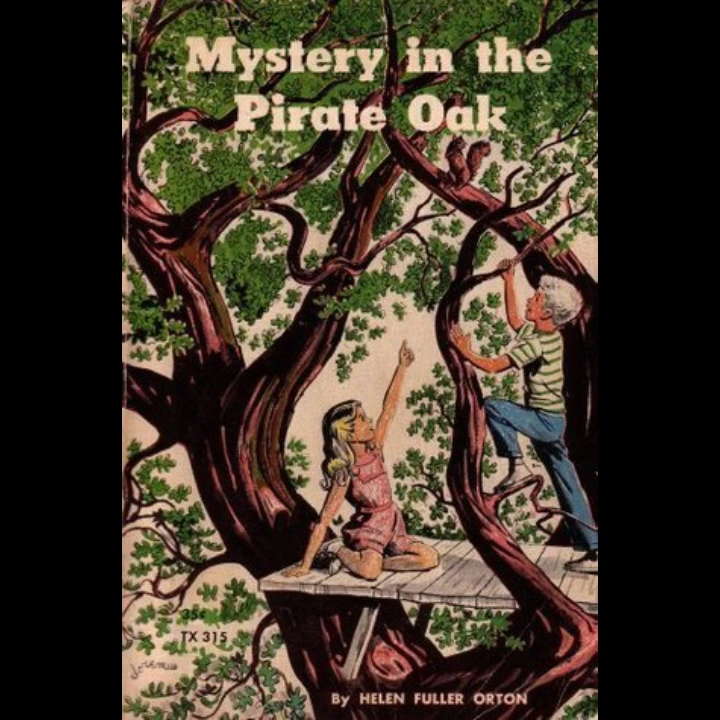 Mystery in the
Pirate Oak
35¢
TX 315
By HELEN FULLER ORTON